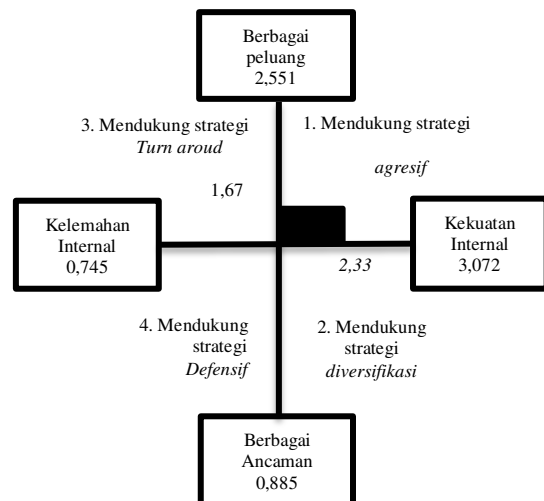 Berbagai
peluang
2,551
3. Mendukung strategi
Turn aroud
1. Mendukung strategi
agresif
1,67
Kelemahan
Internal
0,745
Kekuatan
Internal
3,072
2,33
4. Mendukung
strategi
Defensif
2. Mendukung
strategi
diversifikasi
Berbagai
Ancaman
0,885